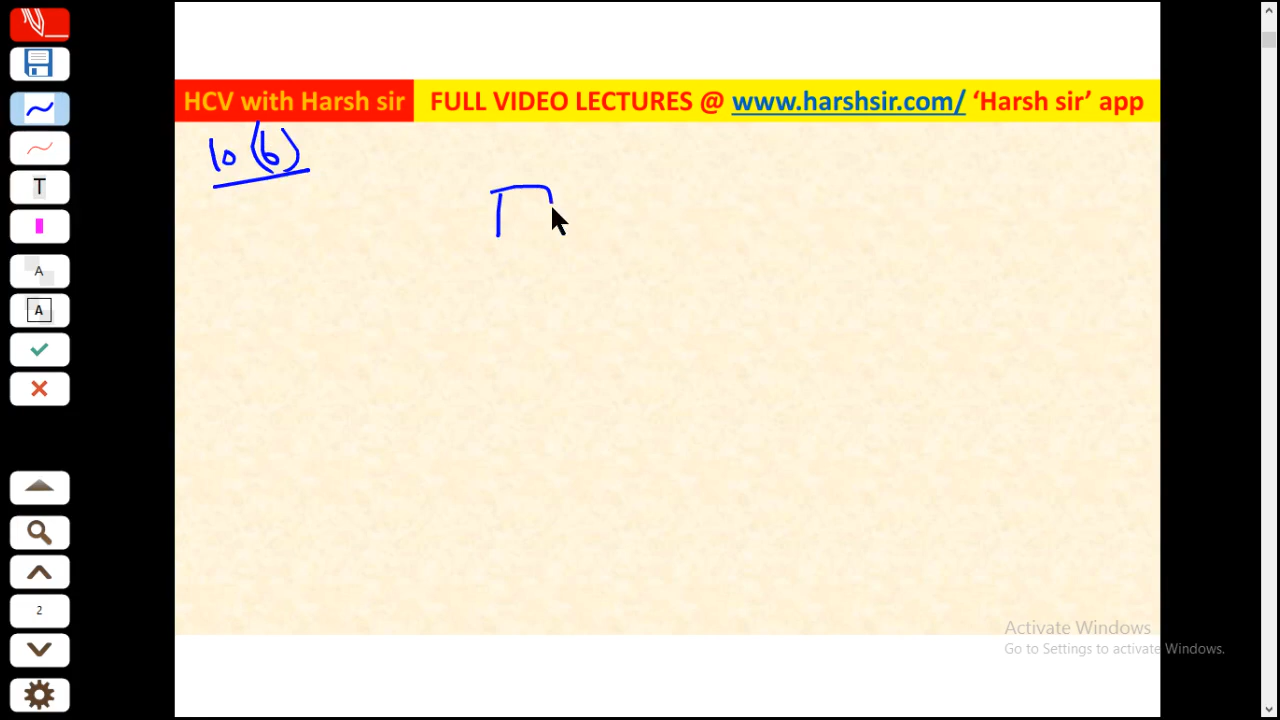 HCV with Harsh sir FULL VIDEO LECTURES @ www.harshsir.com/ ‘Harsh sir’ app
10 (b)
T
A
A
2
Activate Windows
Go to Settings to activate Windows.